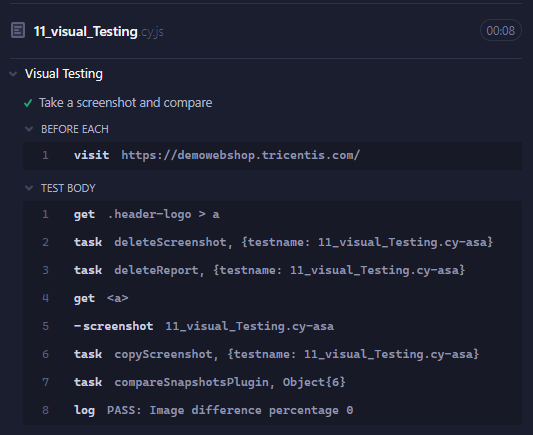 11_visual_Testing.cy.js 00:08
Visual Testing
Take a screenshot and compare
BEFORE EACH
1 visit https://demowebshop.tricentis.com/
TEST BODY
1 get .header-logo > a
2 task deleteScreenshot, {testname: 11_visual_Testing.cy-asa}
3 task deleteReport, {testname: 11_visual_Testing.cy-asa}
4 get <a>
5 -screenshot 11_visual_Testing.cy-asa
6 task copyScreenshot, {testname: 11_visual_Testing.cy-asa}
7 task compareSnapshotsPlugin, Object{6}
8 log PASS: Image difference percentage 0